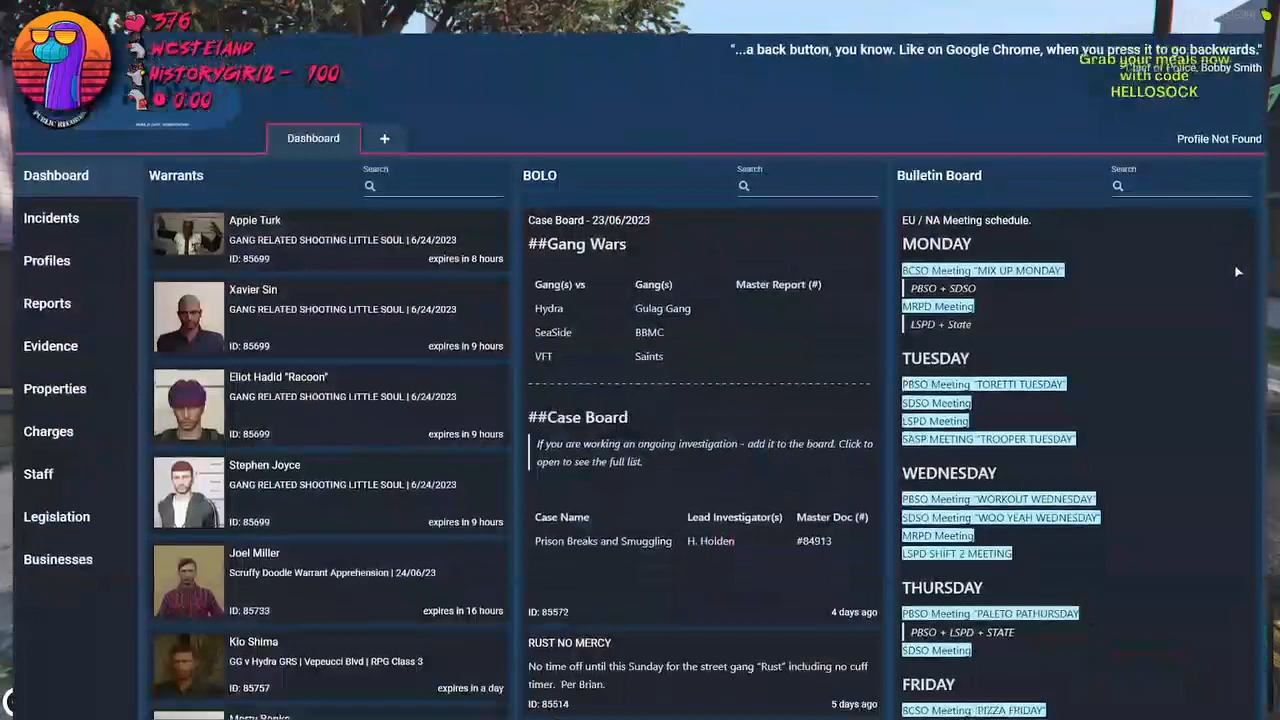 376
WESTELAND
HISTORYGIRL2 - 100
0:00
PUBLIC RECORDS
"...a back button, you know. Like on Google Chrome, when you press it to go backwards."
Chief of Police, Bobby Smith
Grab your meals now
with code
HELLOSOCK
Dashboard
+
Profile Not Found
Dashboard
Incidents
Profiles
Reports
Evidence
Properties
Charges
Staff
Legislation
Businesses
Warrants
Search
Appie Turk
GANG RELATED SHOOTING LITTLE SOUL | 6/24/2023
ID: 85699 expires in 8 hours
Xavier Sin
GANG RELATED SHOOTING LITTLE SOUL | 6/24/2023
ID: 85699 expires in 9 hours
Eliot Hadid "Racoon"
GANG RELATED SHOOTING LITTLE SOUL | 6/24/2023
ID: 85699 expires in 9 hours
Stephen Joyce
GANG RELATED SHOOTING LITTLE SOUL | 6/24/2023
ID: 85699 expires in 9 hours
Joel Miller
Scruffy Doodle Warrant Apprehension | 24/06/23
ID: 85733 expires in 16 hours
Klo Shima
GG v Hydra GRS | Vepeucci Blvd | RPG Class 3
ID: 85757 expires in a day
BOLO
Search
Case Board - 23/06/2023
##Gang Wars
Gang(s) vs Gang(s) Master Report (#)
Hydra Gulag Gang
SeaSide BBMC
VFT Saints
##Case Board
If you are working an ongoing investigation - add it to the board. Click to
open to see the full list.
Case Name Lead Investigator(s) Master Doc (#)
Prison Breaks and Smuggling H. Holden #84913
ID: 85572 4 days ago
RUST NO MERCY
No time off until this Sunday for the street gang "Rust" including no cuff
timer. Per Brian.
ID: 85514 5 days ago
Bulletin Board
Search
EU / NA Meeting schedule.
MONDAY
BCSO Meeting "MIX UP MONDAY"
PBSO + SDSO
MRPD Meeting
LSPD + State
TUESDAY
PBSO Meeting "TORETTI TUESDAY"
SDSO Meeting
LSPD Meeting
SASP MEETING "TROOPER TUESDAY"
WEDNESDAY
PBSO Meeting "WORKOUT WEDNESDAY"
SDSO Meeting "WOO YEAH WEDNESDAY"
MRPD Meeting
LSPD SHIFT 2 MEETING
THURSDAY
PBSO Meeting "PALETO PATHURSDAY
PBSO + LSPD + STATE
SDSO Meeting
FRIDAY
BCSO Meeting "PIZZA FRIDAY"